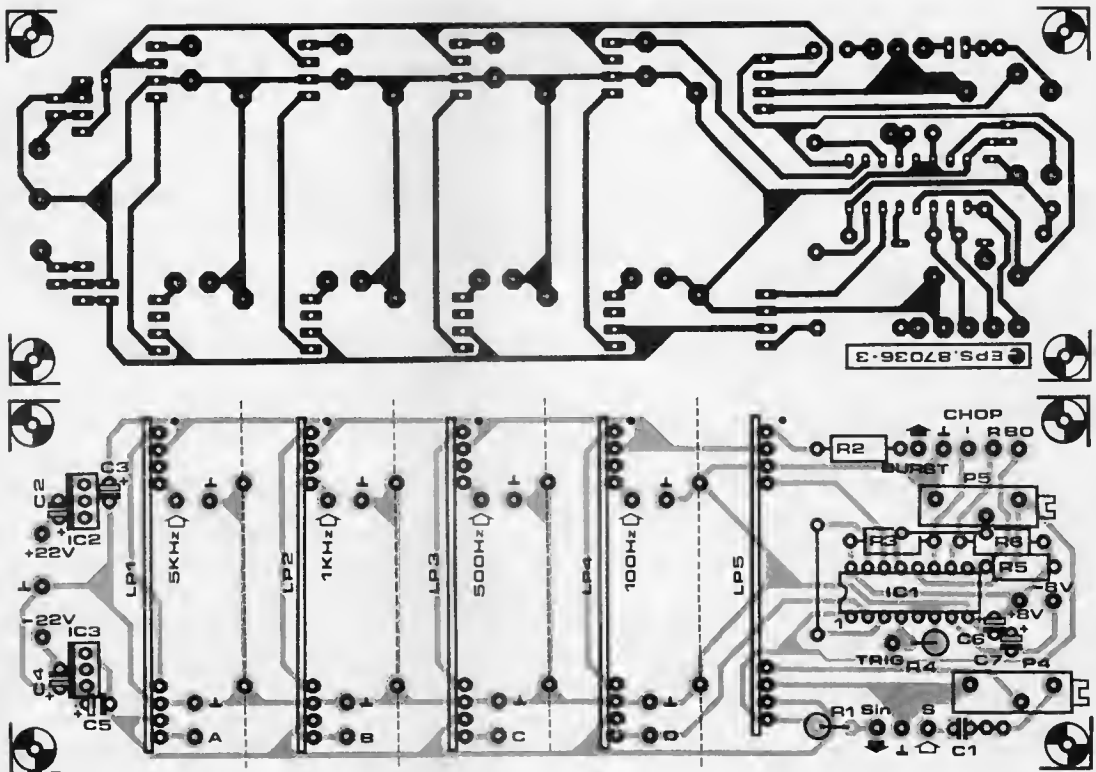 EPS.87036-3
CHOP
⊥ I RBO
BURST
R2
P5
C3
C2
IC2
+22V
⊥
-22V
IC3
C4
C5
LP1
5KHz
⊥
A
⊥
LP2
1KHz
⊥
B
⊥
LP3
500Hz
⊥
C
⊥
LP4
100Hz
⊥
D
⊥
LP5
R3
R6
R5
IC1
1
-8V
+8V
C6
C7
TRIG
R4
P4
R1
Sin
⊥
S
C1